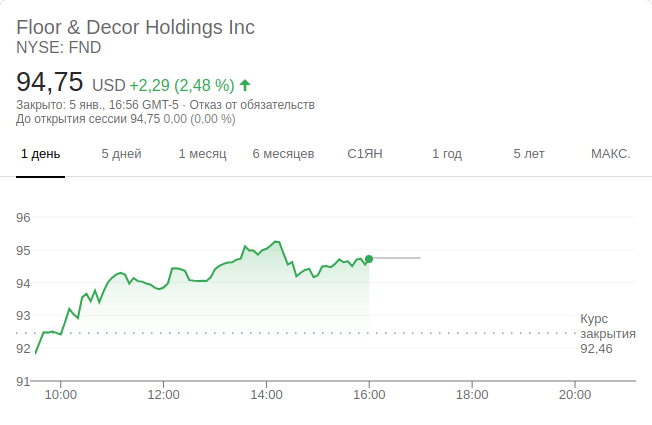 Floor & Decor Holdings Inc
NYSE: FND
94,75 USD +2,29 (2,48 %)
Закрыто: 5 янв., 16:56 GMT-5 · Отказ от обязательств
До открытия сессии 94,75 0,00 (0,00 %)
1 день 5 дней 1 месяц 6 месяцев С1ЯН 1 год 5 лет МАКС.
96
95
94
93
92
91
Курс
закрытия
92,46
10:00 12:00 14:00 16:00 18:00 20:00